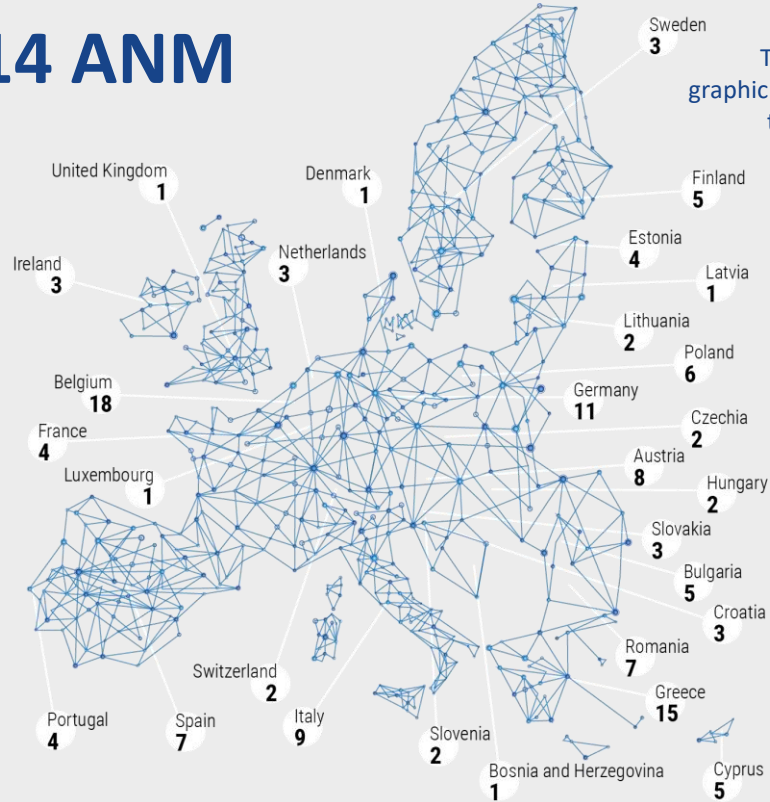 14 ANM
T
graphic
t
Sweden
3
United Kingdom
1
Denmark
1
Finland
5
Ireland
3
Netherlands
3
Estonia
4
Latvia
1
Lithuania
2
Poland
6
Belgium
18
Germany
11
France
4
Czechia
2
Luxembourg
1
Austria
8
Hungary
2
Slovakia
3
Bulgaria
5
Croatia
3
Romania
7
Switzerland
2
Greece
15
Portugal
4
Spain
7
Italy
9
Slovenia
2
Bosnia and Herzegovina
1
Cyprus
5